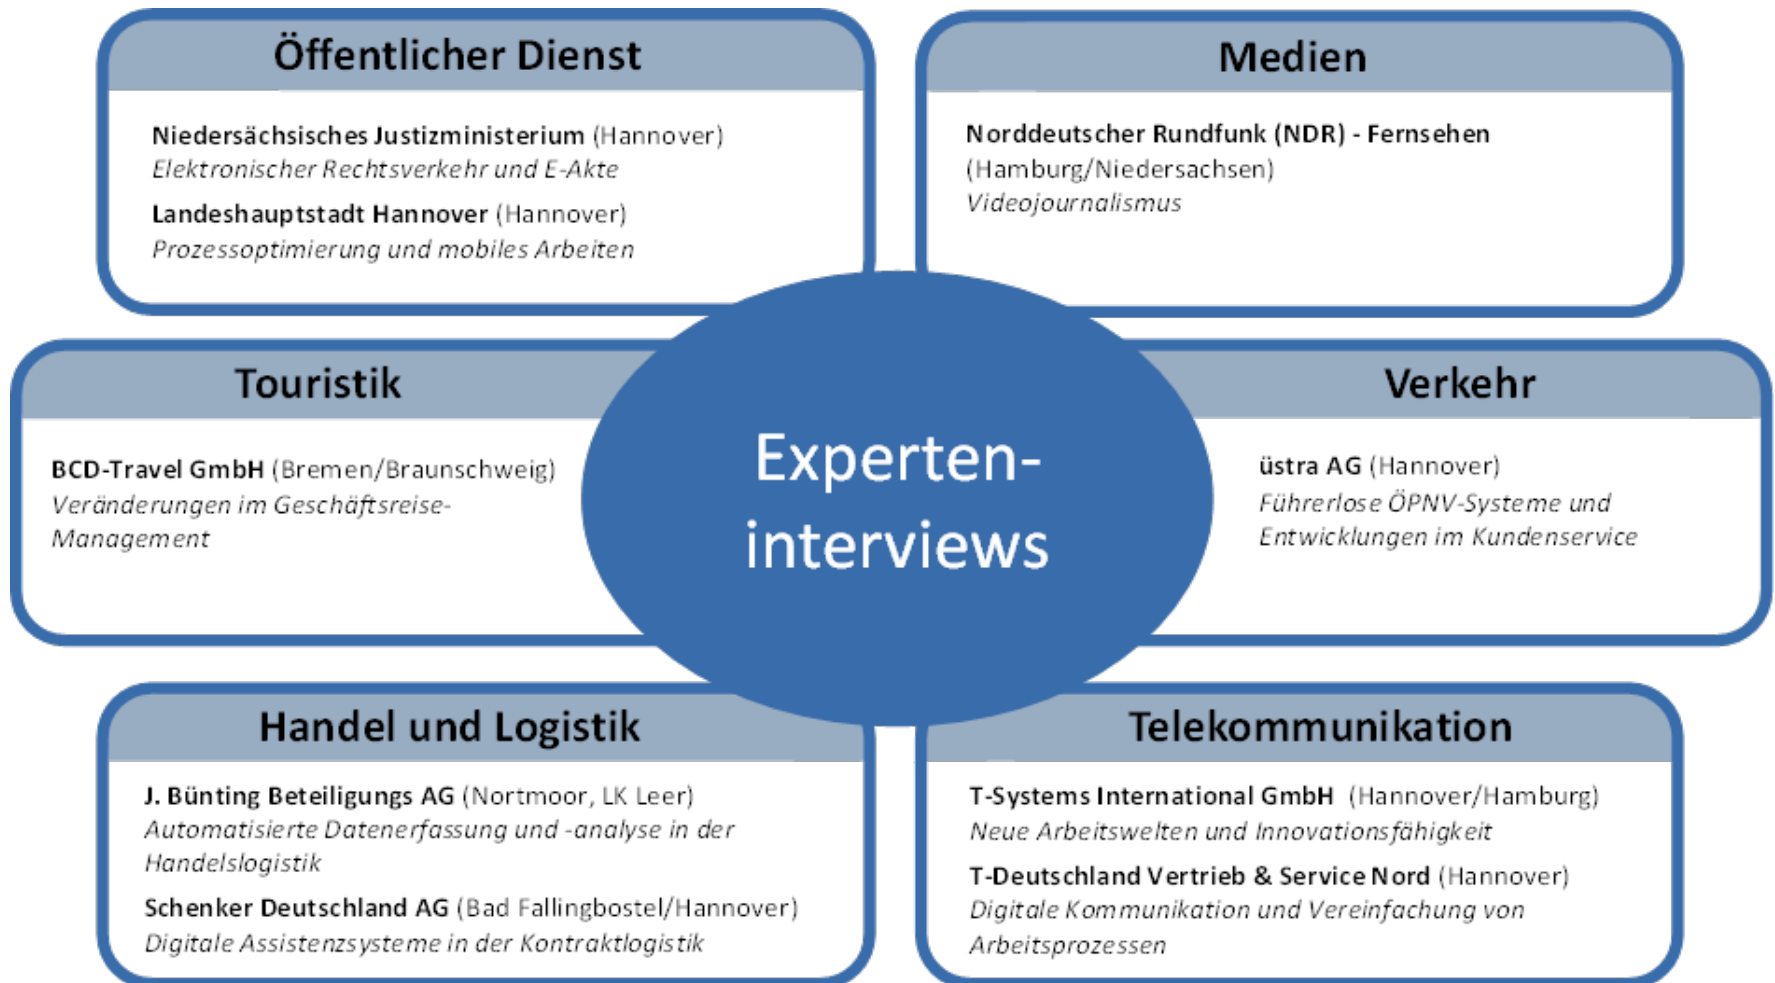 Öffentlicher Dienst
Niedersächsisches Justizministerium (Hannover)
Elektronischer Rechtsverkehr und E-Akte
Landeshauptstadt Hannover (Hannover)
Prozessoptimierung und mobiles Arbeiten
Medien
Norddeutscher Rundfunk (NDR) - Fernsehen
(Hamburg/Niedersachsen)
Videojournalismus
Touristik
BCD-Travel GmbH (Bremen/Braunschweig)
Veränderungen im Geschäftsreise-
Management
Experten-
interviews
Verkehr
üstra AG (Hannover)
Führerlose ÖPNV-Systeme und
Entwicklungen im Kundenservice
Handel und Logistik
J. Bünting Beteiligungs AG (Nortmoor, LK Leer)
Automatisierte Datenerfassung und -analyse in der
Handelslogistik
Schenker Deutschland AG (Bad Fallingbostel/Hannover)
Digitale Assistenzsysteme in der Kontraktlogistik
Telekommunikation
T-Systems International GmbH (Hannover/Hamburg)
Neue Arbeitswelten und Innovationsfähigkeit
T-Deutschland Vertrieb & Service Nord (Hannover)
Digitale Kommunikation und Vereinfachung von
Arbeitsprozessen